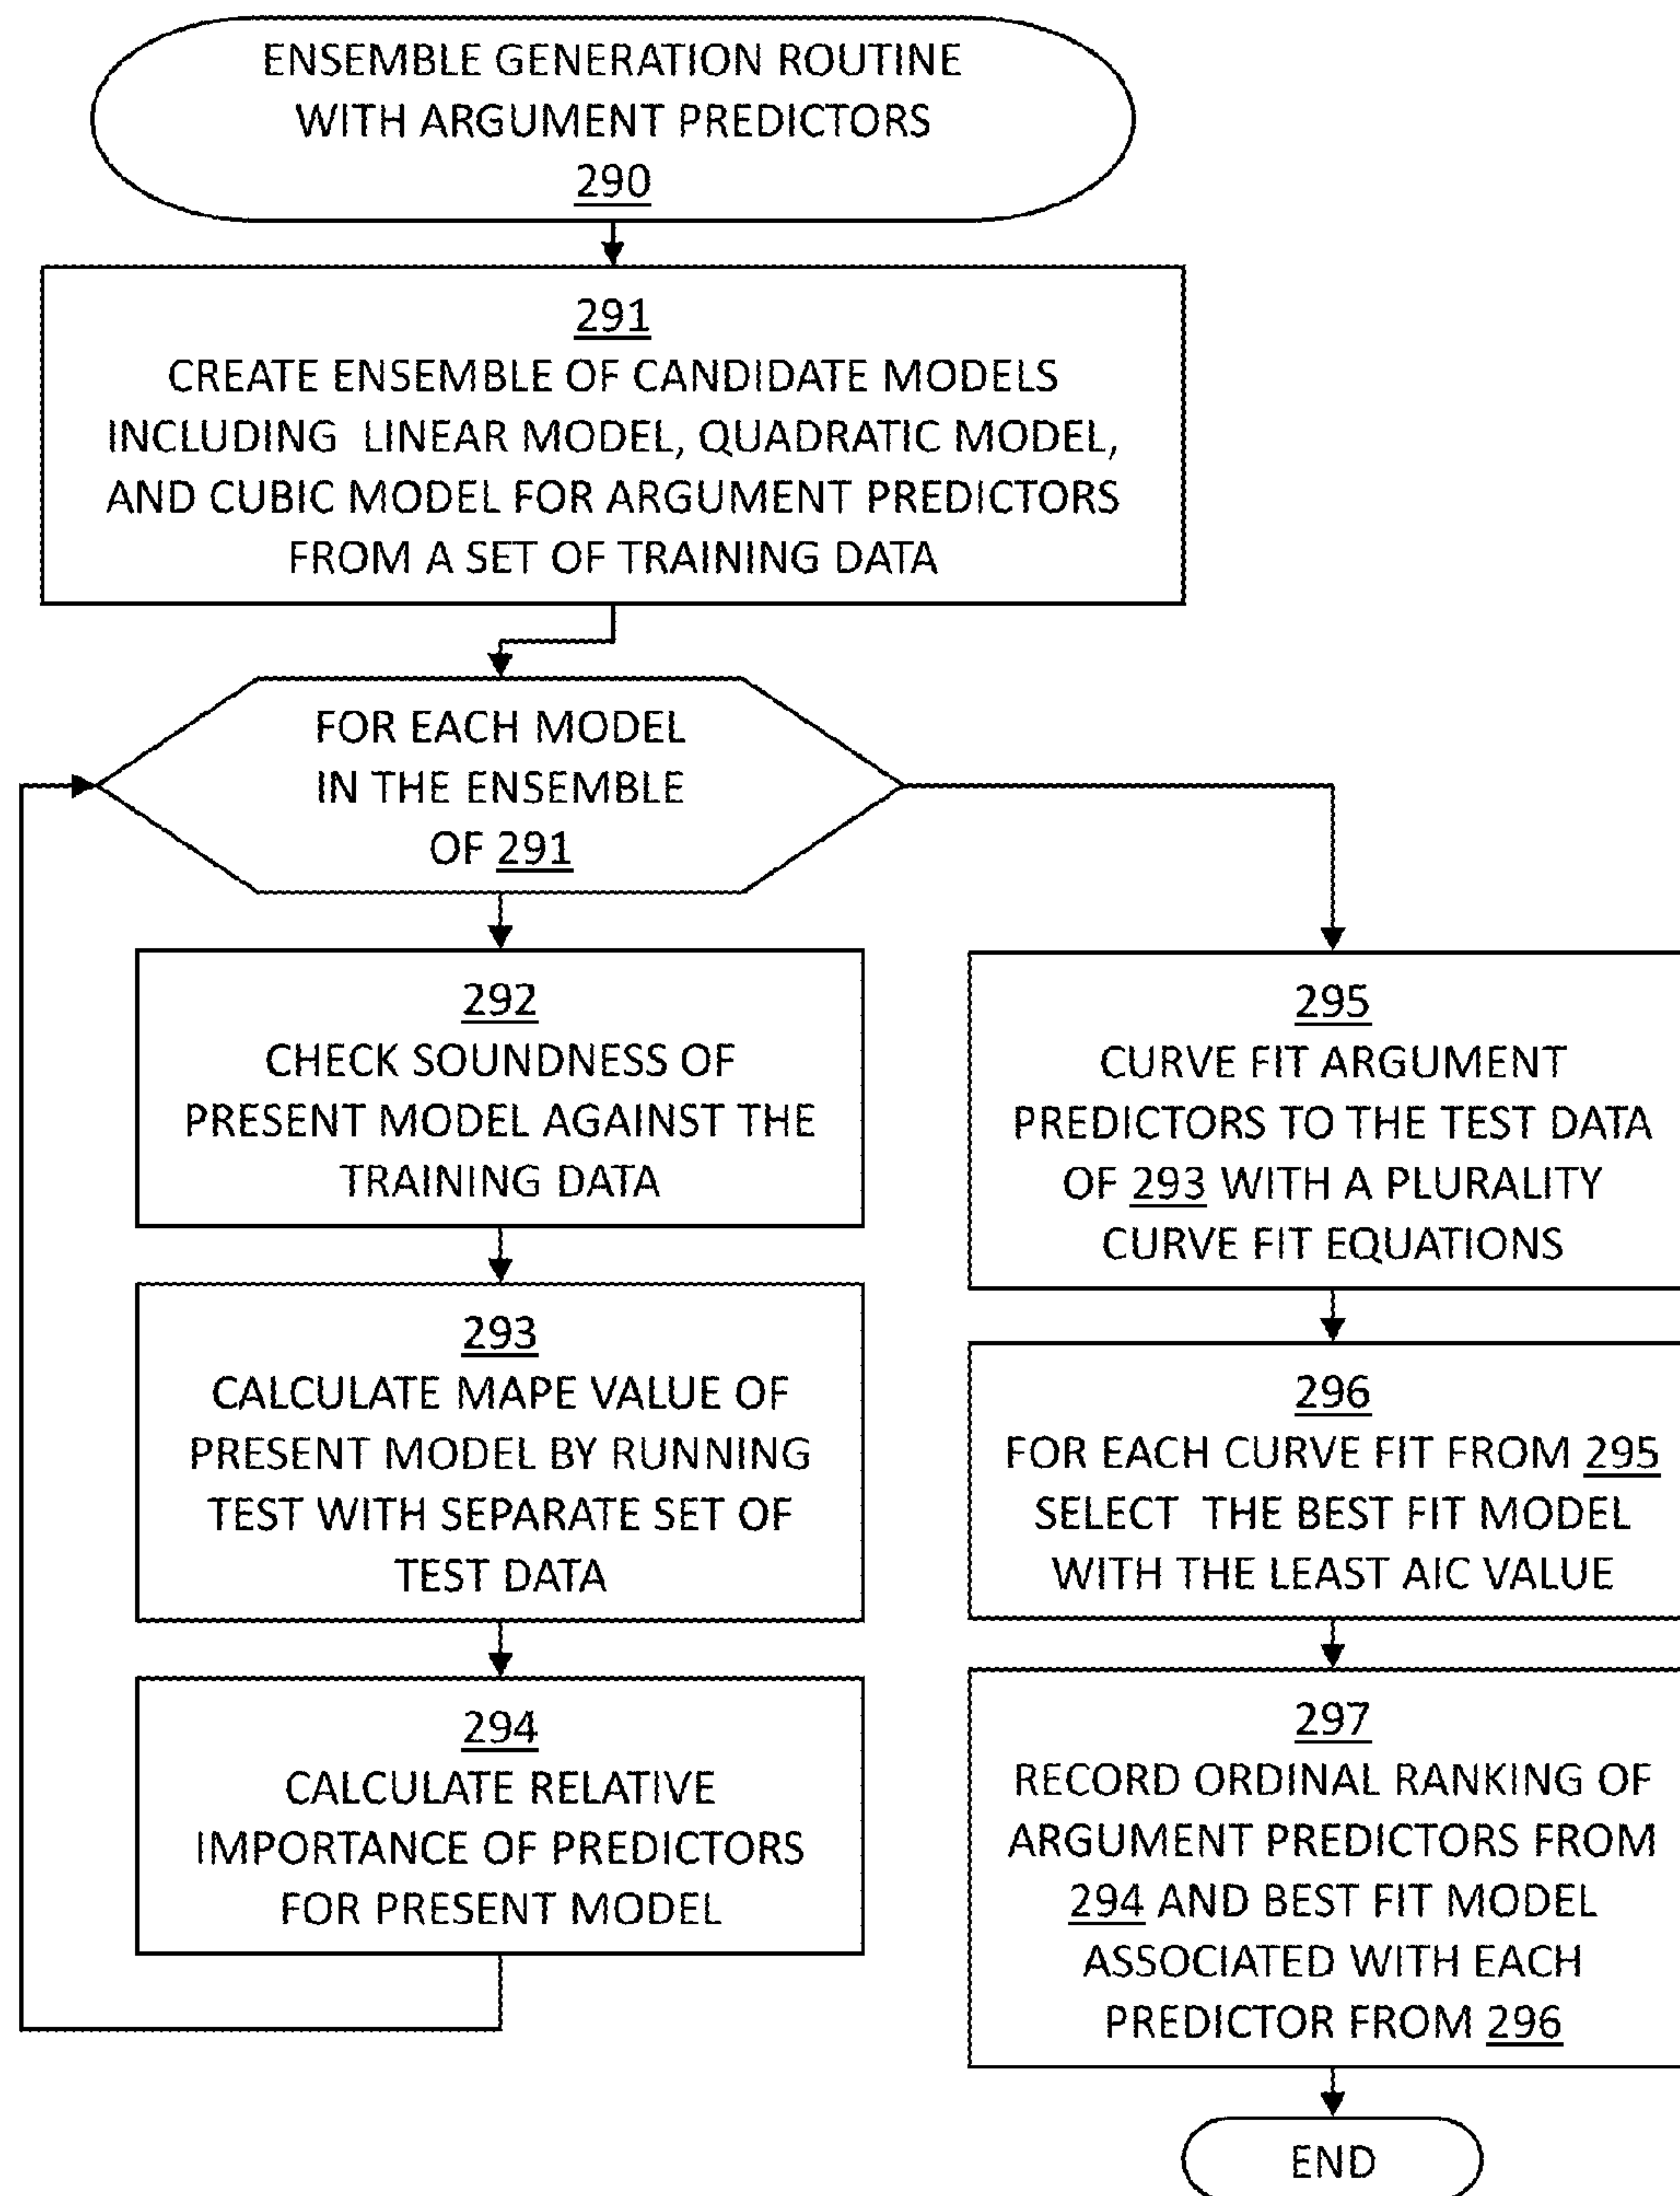 ENSEMBLE GENERATION ROUTINE
WITH ARGUMENT PREDICTORS
290
291
CREATE ENSEMBLE OF CANDIDATE MODELS
INCLUDING LINEAR MODEL, QUADRATIC MODEL,
AND CUBIC MODEL FOR ARGUMENT PREDICTORS
FROM A SET OF TRAINING DATA
FOR EACH MODEL
IN THE ENSEMBLE
OF 291
292
CHECK SOUNDNESS OF
PRESENT MODEL AGAINST THE
TRAINING DATA
293
CALCULATE MAPE VALUE OF
PRESENT MODEL BY RUNNING
TEST WITH SEPARATE SET OF
TEST DATA
294
CALCULATE RELATIVE
IMPORTANCE OF PREDICTORS
FOR PRESENT MODEL
295
CURVE FIT ARGUMENT
PREDICTORS TO THE TEST DATA
OF 293 WITH A PLURALITY
CURVE FIT EQUATIONS
296
FOR EACH CURVE FIT FROM 295
SELECT THE BEST FIT MODEL
WITH THE LEAST AIC VALUE
297
RECORD ORDINAL RANKING OF
ARGUMENT PREDICTORS FROM
294 AND BEST FIT MODEL
ASSOCIATED WITH EACH
PREDICTOR FROM 296
END